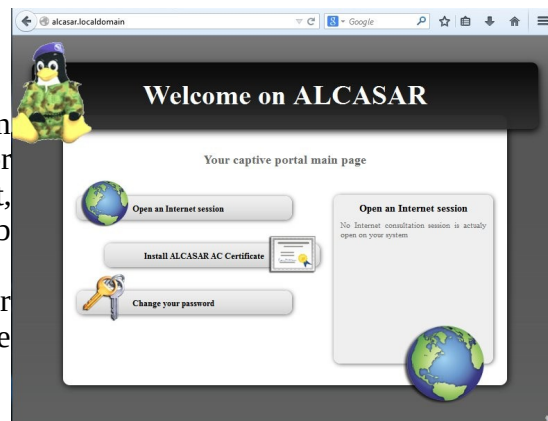 alcasar.localdomain
Google
Welcome on ALCASAR
Your captive portal main page
Open an Internet session
Install ALCASAR AC Certificate
Change your password
Open an Internet session
No Internet consultation session is actualy
open on your system